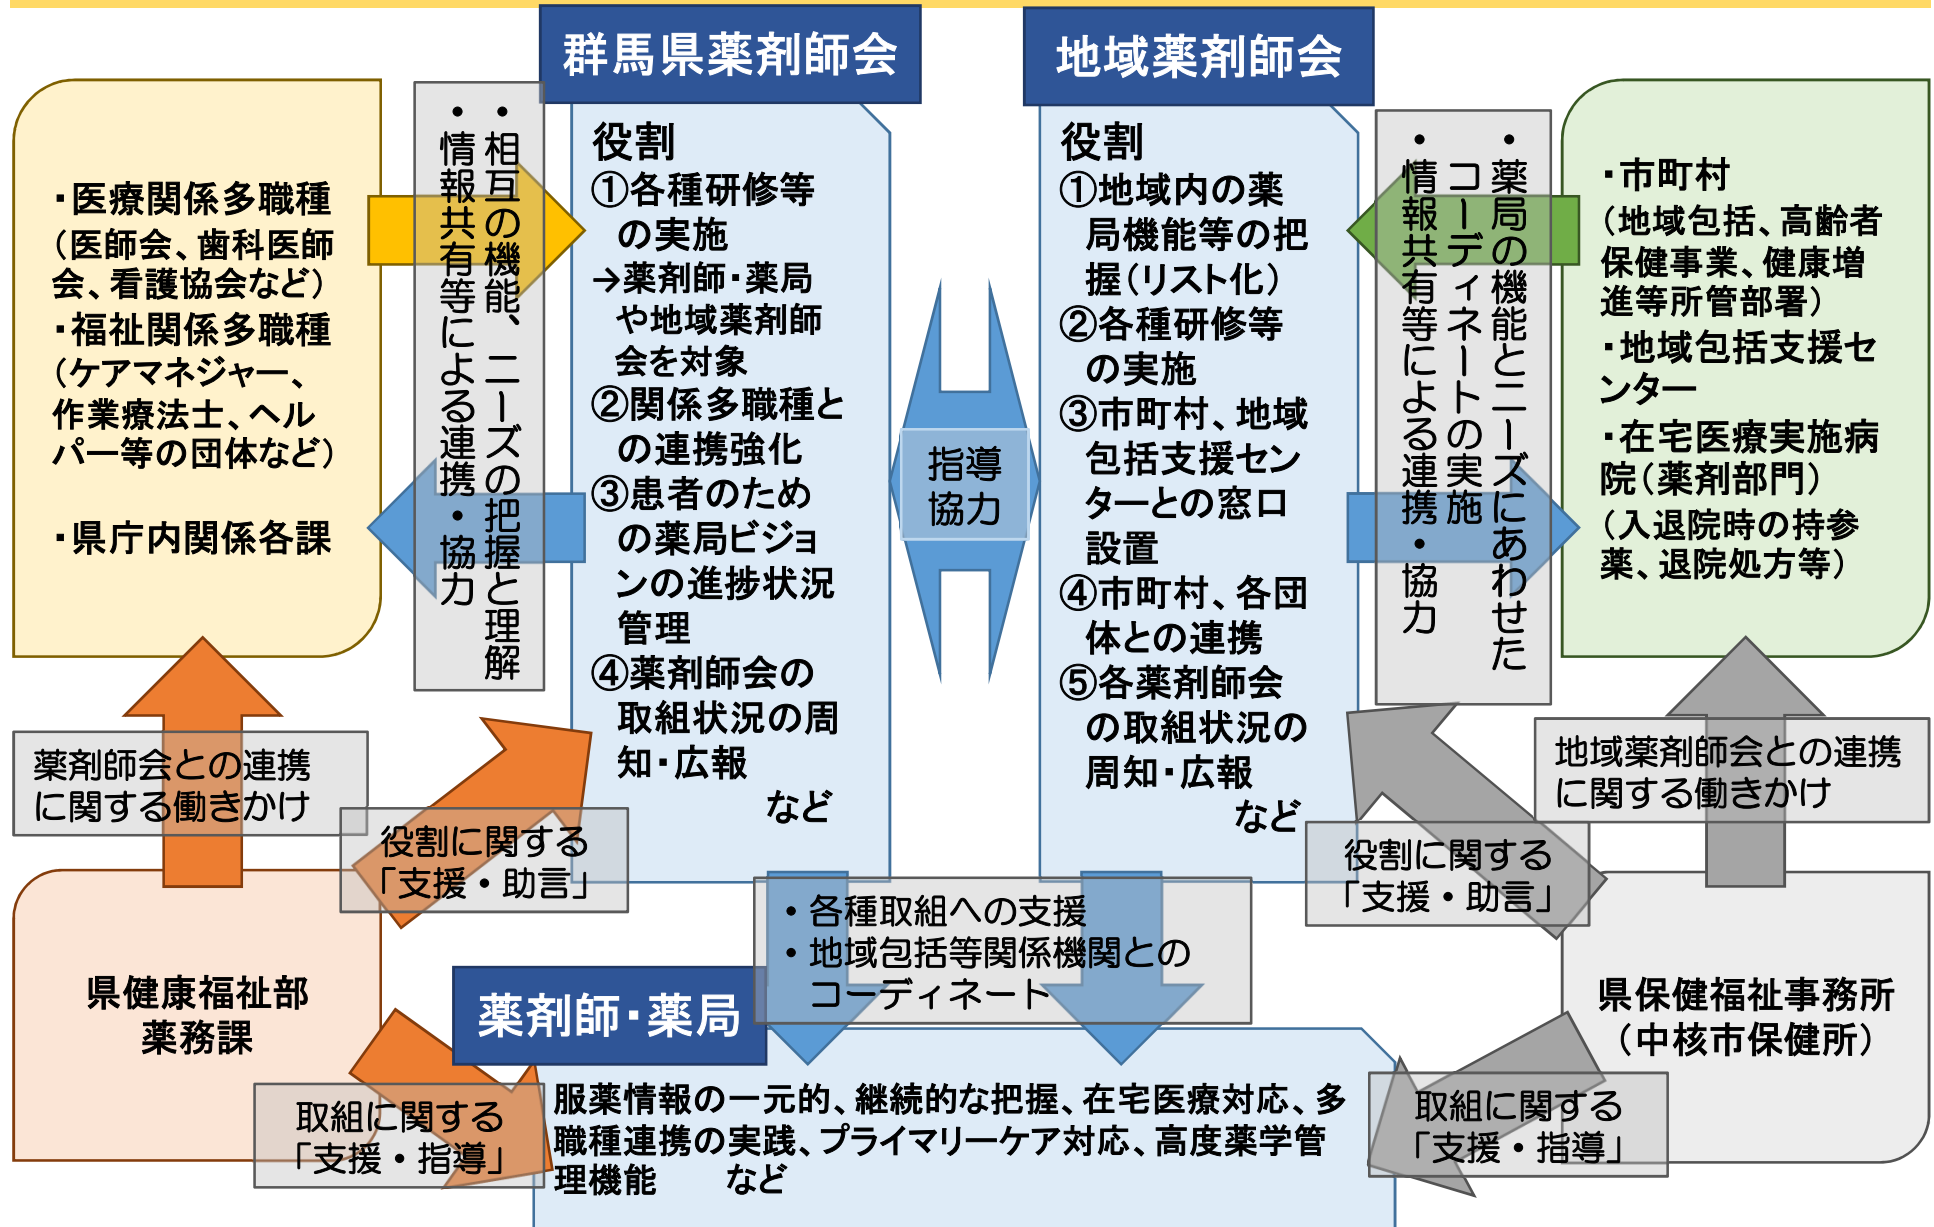 群馬県薬剤師会
役割
①各種研修等
の実施
→薬剤師・薬局
や地域薬剤師
会を対象
②関係多職種と
の連携強化
③患者のため
の薬局ビジョ
ンの進捗状況
管理
④薬剤師会の
取組状況の周
知・広報
など
地域薬剤師会
役割
①地域内の薬
局機能等の把
握（リスト化）
②各種研修等
の実施
③市町村、地域
包括支援セン
ターとの窓口
設置
④市町村、各団
体との連携
⑤各薬剤師会
の取組状況の
周知・広報
など
指導
協力
・医療関係多職種
（医師会、歯科医師
会、看護協会など）
・福祉関係多職種
（ケアマネジャー、
作業療法士、ヘル
パー等の団体など）
・県庁内関係各課
・相互の機能、ニーズの把握と理解
・情報共有等による連携・協力
・薬局の機能とニーズにあわせた
コーディネートの実施
・情報共有等による連携・協力
・市町村
（地域包括、高齢者
保健事業、健康増
進等所管部署）
・地域包括支援セ
ンター
・在宅医療実施病
院（薬剤部門）
（入退院時の持参
薬、退院処方等）
薬剤師会との連携
に関する働きかけ
役割に関する
「支援・助言」
地域薬剤師会との連携
に関する働きかけ
役割に関する
「支援・助言」
・各種取組への支援
・地域包括等関係機関との
コーディネート
県健康福祉部
薬務課
県保健福祉事務所
（中核市保健所）
取組に関する
「支援・指導」
取組に関する
「支援・指導」
薬剤師・薬局
服薬情報の一元的、継続的な把握、在宅医療対応、多
職種連携の実践、プライマリーケア対応、高度薬学管
理機能　　など